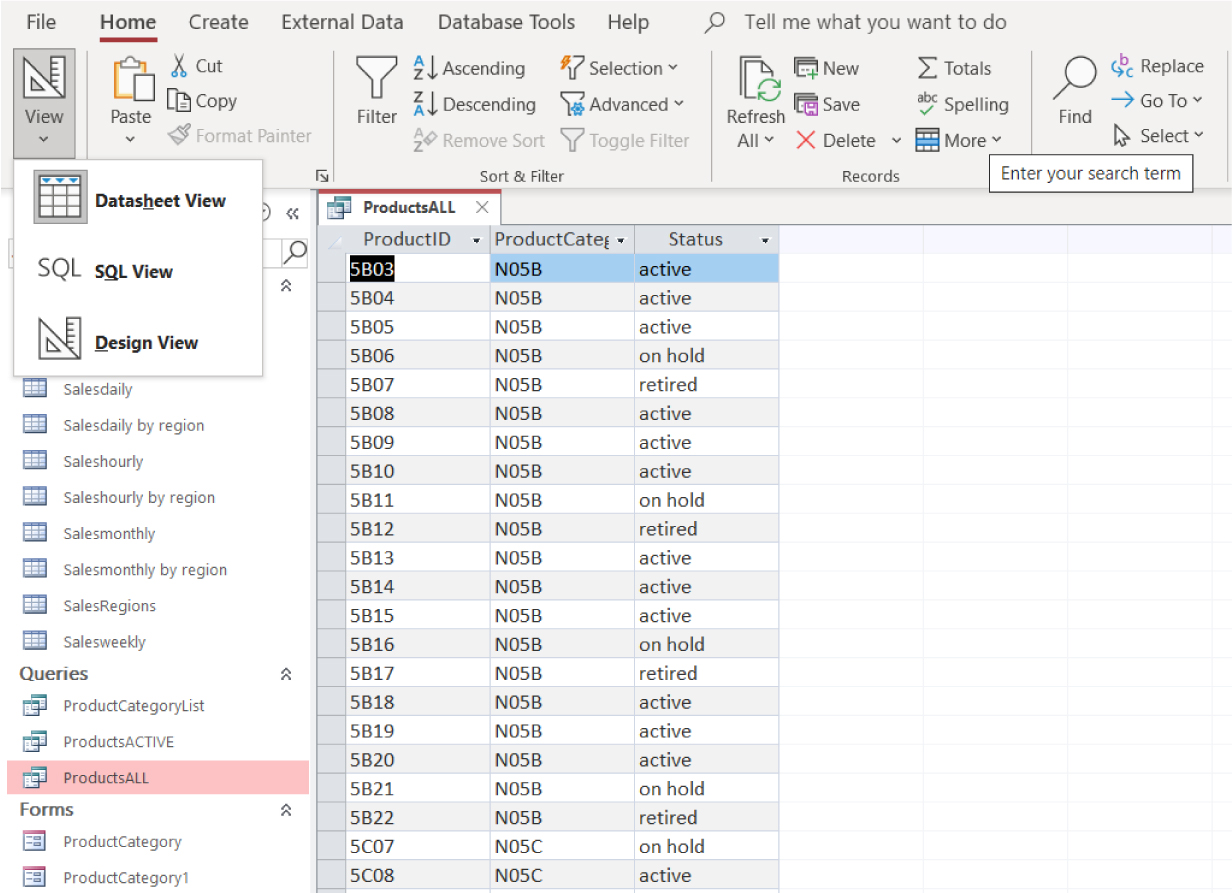 File Home Create External Data Database Tools Help Tell me what you want to do
View
Paste
Cut
Copy
Format Painter
Filter
Ascending
Descending
Remove Sort
Selection
Advanced
Toggle Filter
Sort & Filter
Refresh
All
New
Save
Delete
Totals
Spelling
More
Records
Find
Replace
Go To
Select
Enter your search term
Datasheet View
SQL SQL View
Design View
Salesdaily
Salesdaily by region
Saleshourly
Saleshourly by region
Salesmonthly
Salesmonthly by region
SalesRegions
Salesweekly
Queries
ProductCategoryList
ProductsACTIVE
ProductsALL
Forms
ProductCategory
ProductCategory1
ProductsALL
ProductID ProductCateg Status
5B03 N05B active
5B04 N05B active
5B05 N05B active
5B06 N05B on hold
5B07 N05B retired
5B08 N05B active
5B09 N05B active
5B10 N05B active
5B11 N05B on hold
5B12 N05B retired
5B13 N05B active
5B14 N05B active
5B15 N05B active
5B16 N05B on hold
5B17 N05B retired
5B18 N05B active
5B19 N05B active
5B20 N05B active
5B21 N05B on hold
5B22 N05B retired
5C07 N05C on hold
5C08 N05C active